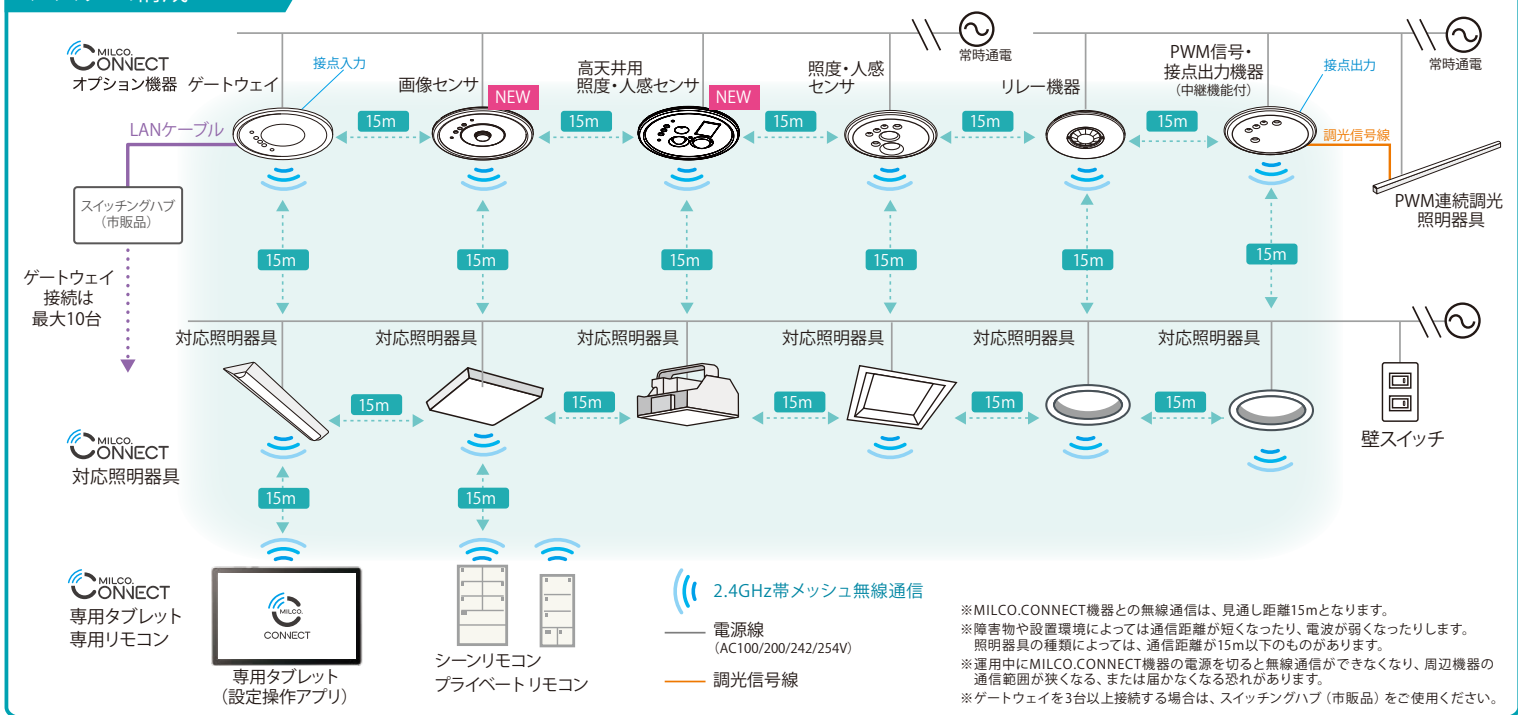 MILCO.
CONNECT
オプション機器
ゲートウェイ
接点入力
画像センサ
NEW
高天井用
照度・人感センサ
NEW
照度・人感
センサ
常時通電
リレー機器
PWM信号・
接点出力機器
（中継機能付）
接点出力
常時通電
LANケーブル
15m
15m
15m
15m
15m
調光信号線
スイッチングハブ
（市販品）
PWM連続調光
照明器具
15m
15m
15m
15m
15m
15m
ゲートウェイ
接続は
最大10台
対応照明器具
対応照明器具
対応照明器具
対応照明器具
対応照明器具
対応照明器具
15m
15m
15m
15m
15m
壁スイッチ
MILCO.
CONNECT
対応照明器具
15m
15m
MILCO.
CONNECT
専用タブレット
専用リモコン
MILCO.
CONNECT
専用タブレット
（設定操作アプリ）
シーンリモコン
プライベートリモコン
2.4GHz帯メッシュ無線通信
電源線
（AC100/200/242/254V）
調光信号線
※MILCO.CONNECT機器との無線通信は、見通し距離15mとなります。
※障害物や設置環境によっては通信距離が短くなったり、電波が弱くなったりします。
照明器具の種類によっては、通信距離が15m以下のものがあります。
※運用中にMILCO.CONNECT機器の電源を切ると無線通信ができなくなり、周辺機器の
通信範囲が狭くなる、または届かなくなる恐れがあります。
※ゲートウェイを3台以上接続する場合は、スイッチングハブ（市販品）をご使用ください。